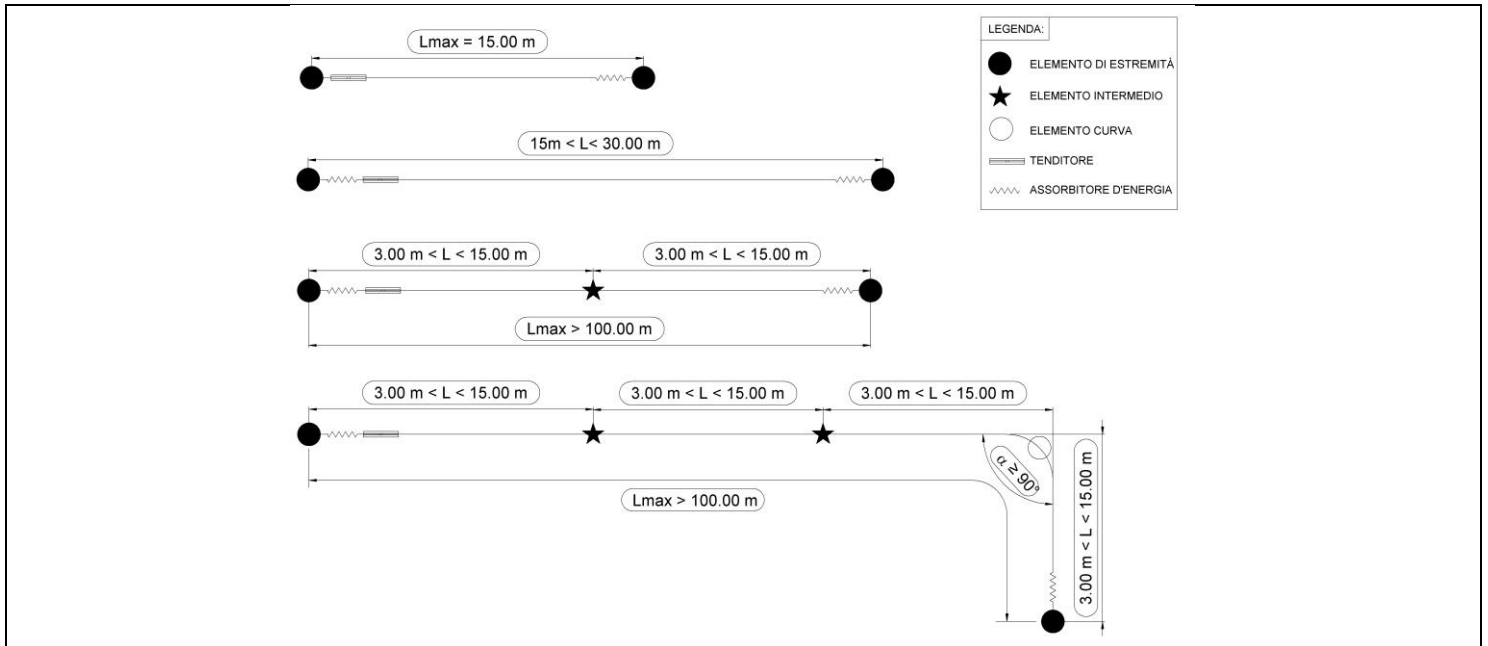 Lmax = 15.00 m
15m < L< 30.00 m
3.00 m < L < 15.00 m
3.00 m < L < 15.00 m
Lmax > 100.00 m
3.00 m < L < 15.00 m
3.00 m < L < 15.00 m
3.00 m < L < 15.00 m
α ≥ 90°
3.00 m < L < 15.00 m
Lmax > 100.00 m
LEGENDA:
ELEMENTO DI ESTREMITÀ
ELEMENTO INTERMEDIO
ELEMENTO CURVA
TENDITORE
ASSORBITORE D'ENERGIA